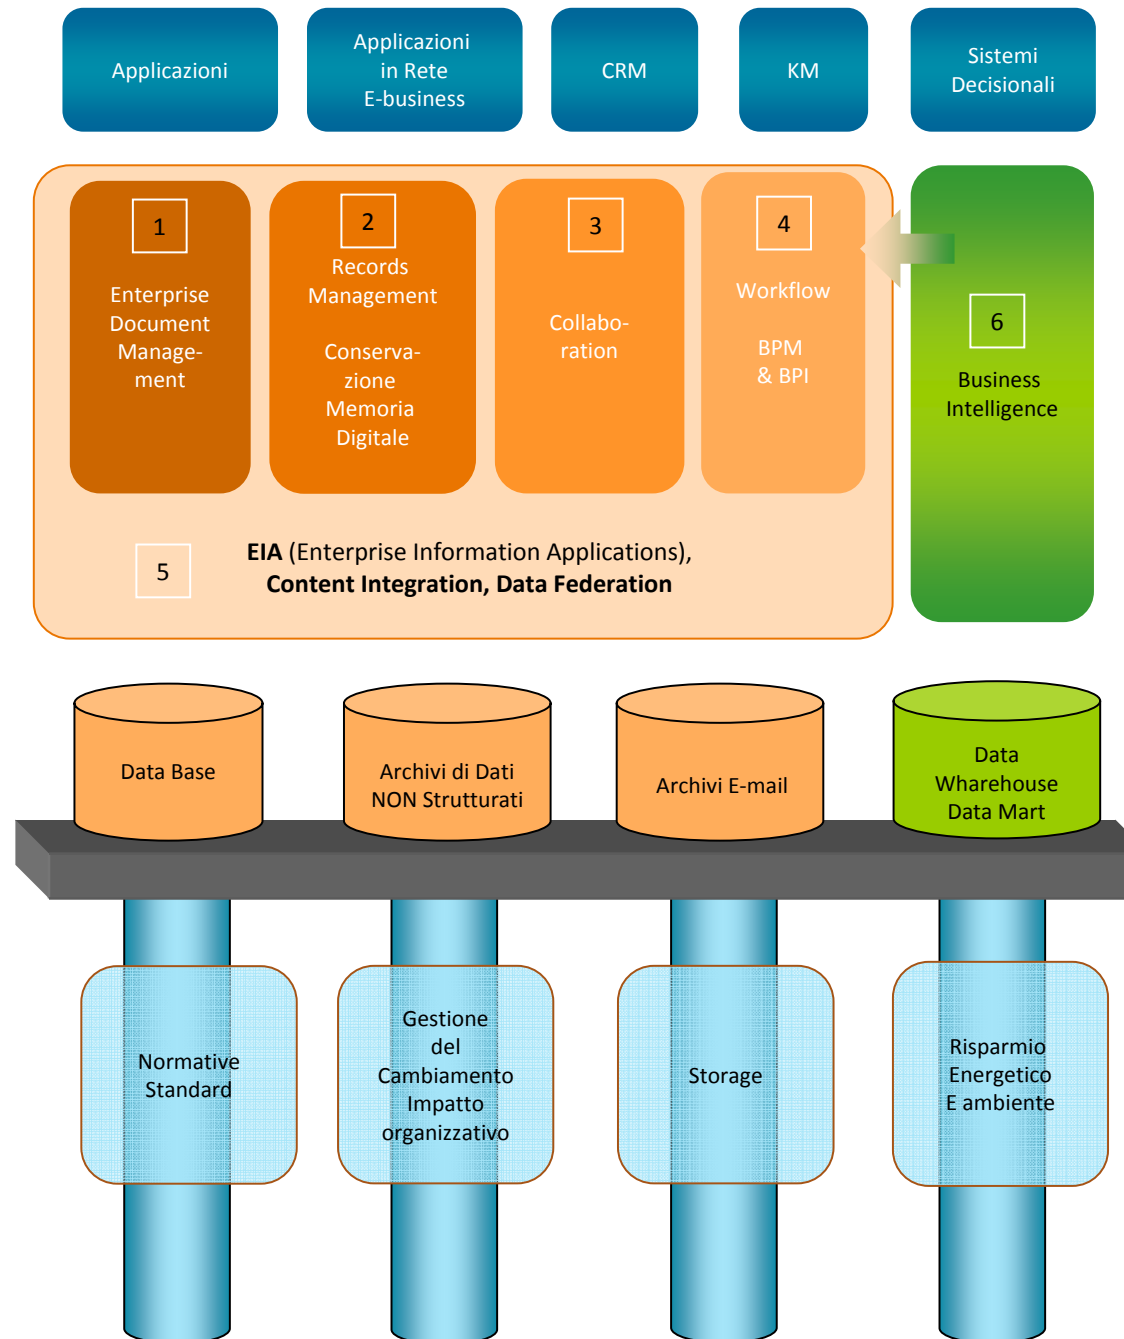 Applicazioni
Applicazioni
in Rete
E-business
CRM
KM
Sistemi
Decisionali
1
Enterprise
Document
Manage-
ment
2
Records
Management
Conserva-
zione
Memoria
Digitale
3
Collabo-
ration
4
Workflow
BPM
& BPI
6
Business
Intelligence
5
EIA (Enterprise Information Applications),
Content Integration, Data Federation
Data Base
Archivi di Dati
NON Strutturati
Archivi E-mail
Data
Wharehouse
Data Mart
Normative
Standard
Gestione
del
Cambiamento
Impatto
organizzativo
Storage
Risparmio
Energetico
E ambiente